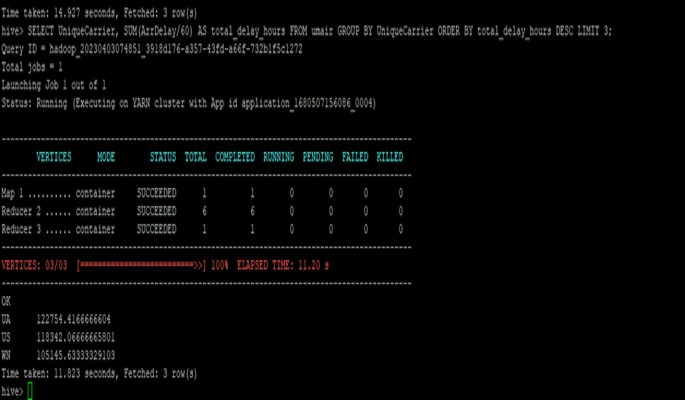 Time taken: 14.927 seconds, Fetched: 3 row(s)
hive> SELECT UniqueCarrier, SUM(ArrDelay/60) AS total_delay_hours FROM umair GROUP BY UniqueCarrier ORDER BY total_delay_hours DESC LIMIT 3;
Query ID = hadoop_20230403074851_3918d176-a357-43fd-a66f-732b1f5c1272
Total jobs = 1
Launching Job 1 out of 1
Status: Running (Executing on YARN cluster with App id application_1680507156086_0004)
----------------------------------------------------------------------------------------------
VERTICES MODE STATUS TOTAL COMPLETED RUNNING PENDING FAILED KILLED
----------------------------------------------------------------------------------------------
Map 1 .......... container SUCCEEDED 1 1 0 0 0 0
Reducer 2 ...... container SUCCEEDED 6 6 0 0 0 0
Reducer 3 ...... container SUCCEEDED 1 1 0 0 0 0
----------------------------------------------------------------------------------------------
VERTICES: 03/03 [==========================>>] 100% ELAPSED TIME: 11.20 s
----------------------------------------------------------------------------------------------
OK
UA 122754.4166666604
US 118342.06666665801
WN 105145.63333329103
Time taken: 11.823 seconds, Fetched: 3 row(s)
hive>